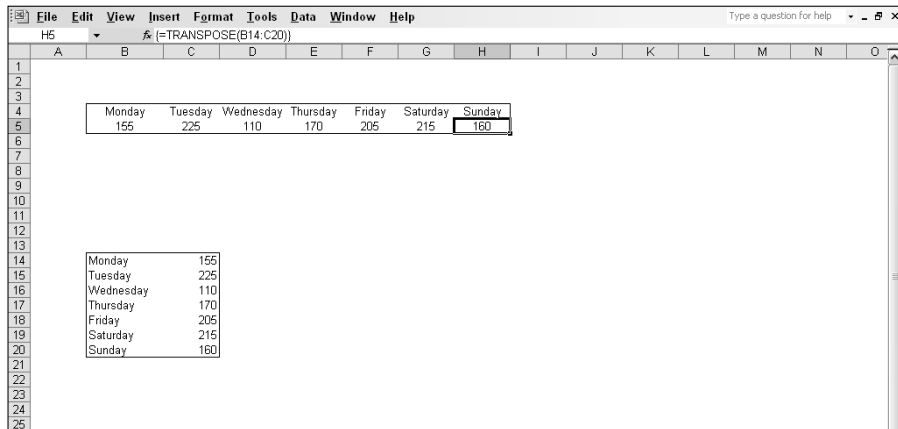 File Edit View Insert Format Tools Data Window Help Type a question for help
H5 fx {=TRANSPOSE(B14:C20)}
A B C D E F G H I J K L M N O
1
2
3
4 Monday Tuesday Wednesday Thursday Friday Saturday Sunday
5 155 225 110 170 205 215 160
6
7
8
9
10
11
12
13
14 Monday 155
15 Tuesday 225
16 Wednesday 110
17 Thursday 170
18 Friday 205
19 Saturday 215
20 Sunday 160
21
22
23
24
25